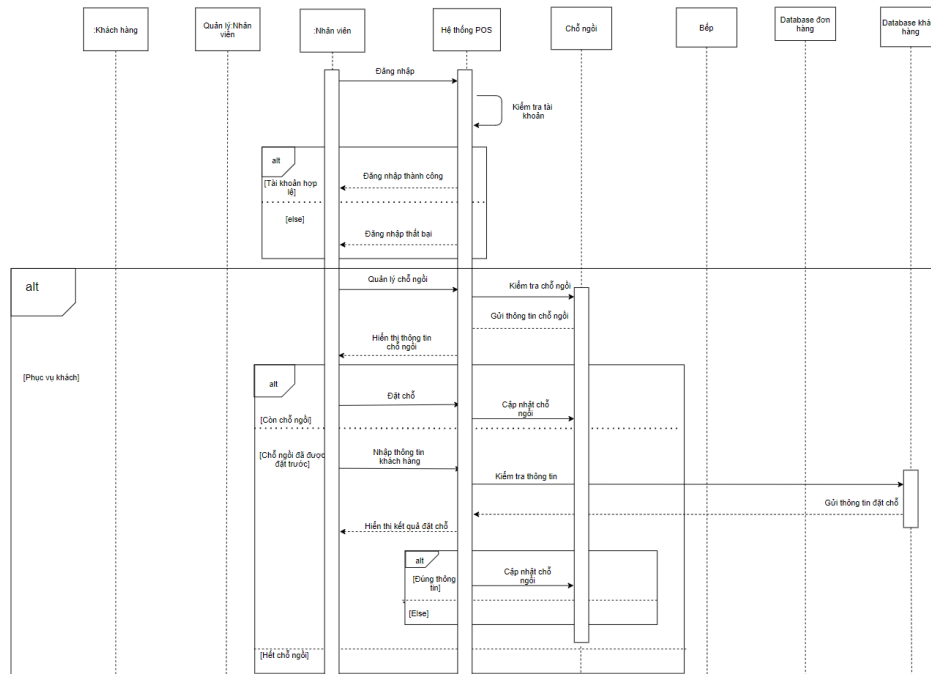 :Khách hàng
Quản lý:Nhân
viên
:Nhân viên
Hệ thống POS
Chỗ ngồi
Bếp
Database đơn
hàng
Database khá
hàng
Đăng nhập
Kiểm tra tài
khoản
alt
Đăng nhập thành công
[Tài khoản hợp
lệ]
[else]
Đăng nhập thất bại
alt
Quản lý chỗ ngồi
Kiểm tra chỗ ngồi
Gửi thông tin chỗ ngồi
Hiển thị thông tin
chỗ ngồi
[Phục vụ khách]
alt
Đặt chỗ
Cập nhật chỗ
ngồi
[Còn chỗ ngồi]
[Chỗ ngồi đã được
đặt trước]
Nhập thông tin
khách hàng
Kiểm tra thông tin
Gửi thông tin đặt chỗ
Hiển thị kết quả đặt chỗ
alt
[Đúng thông
tin]
Cập nhật chỗ
ngồi
[Else]
[Hết chỗ ngồi]